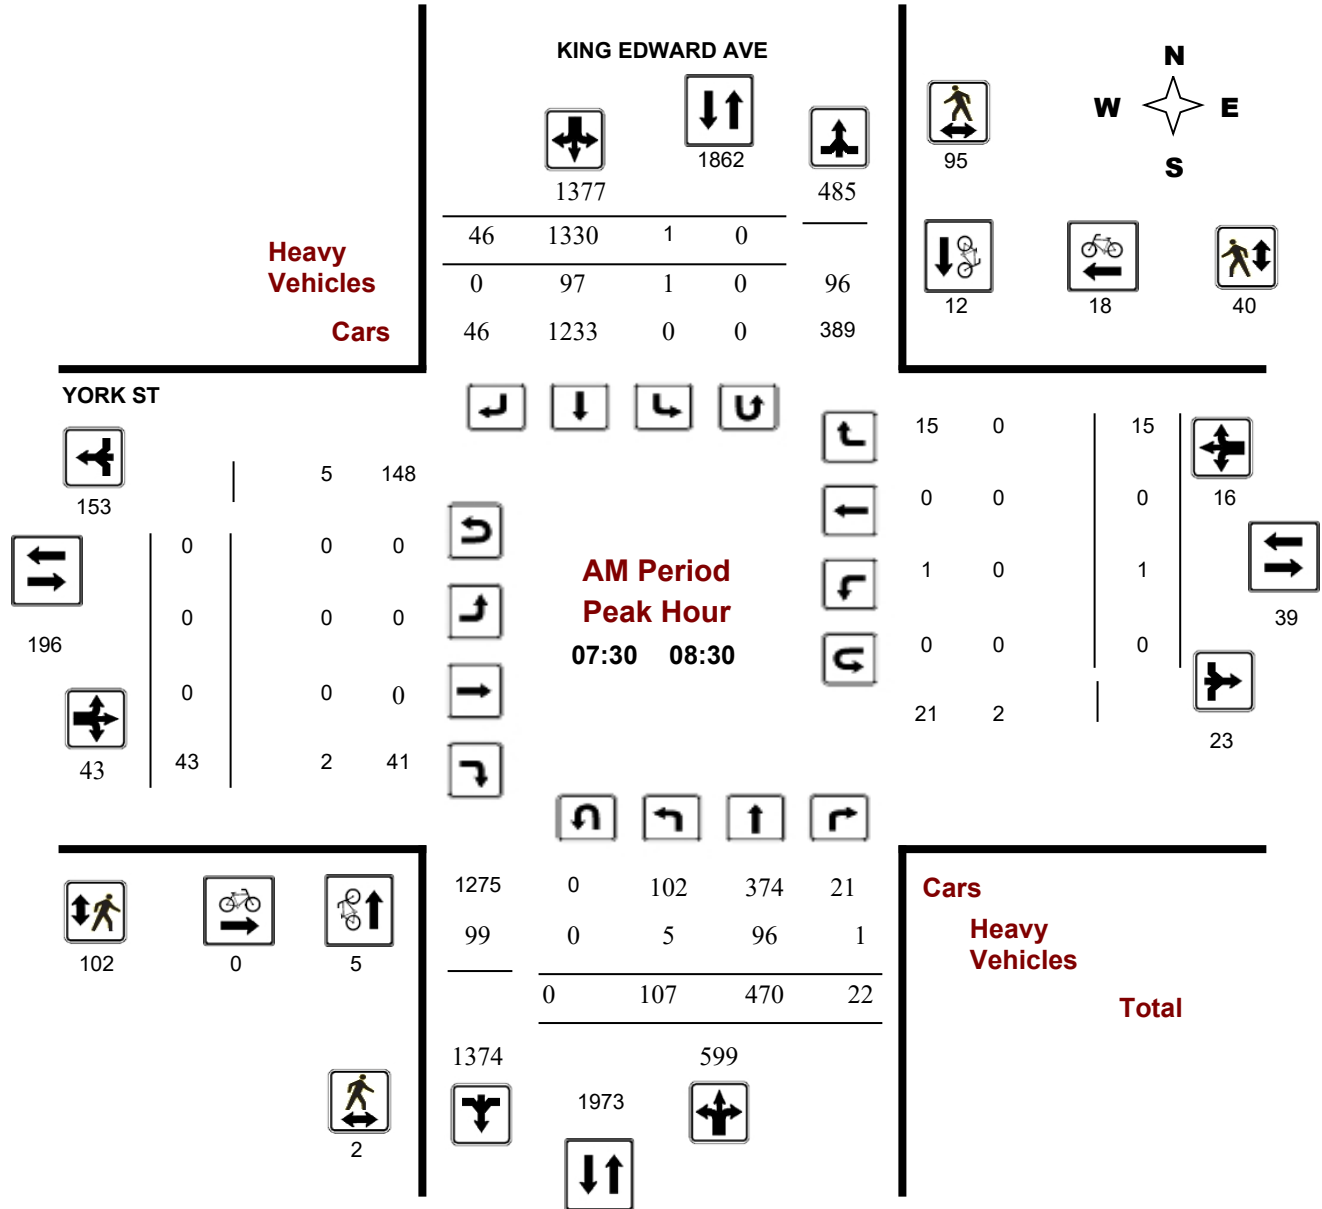 KING EDWARD AVE
N
W E
S
1862
95
1377 485
46 1330 1 0
Heavy
Vehicles
0 97 1 0 96
12 18 40
Cars 46 1233 0 0 389
YORK ST
15 0 15
5 148
153
0 0 0 16
0 0 0
AM Period
1 0 1
Peak Hour
0 0 0 39
196
07:30 08:30
0 0 0
0 0 0
21 2
23
43 43 2 41
1275 0 102 374 21
Cars
99 0 5 96 1
Heavy
Vehicles
102 0 5
0 107 470 22
Total
1374 599
1973
2